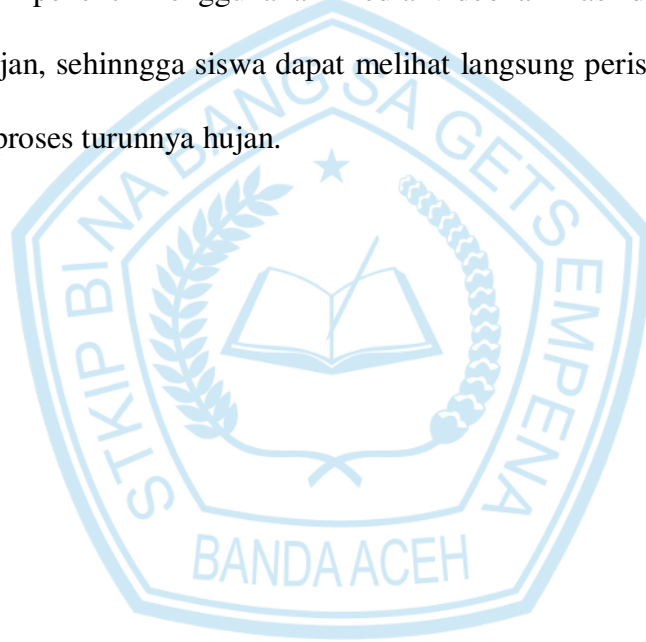 jan, sehinngga siswa dapat melihat langsung peris
proses turunnya hujan.
STKIP BINA BANGSA GETSEMPENA
BANDA ACEH